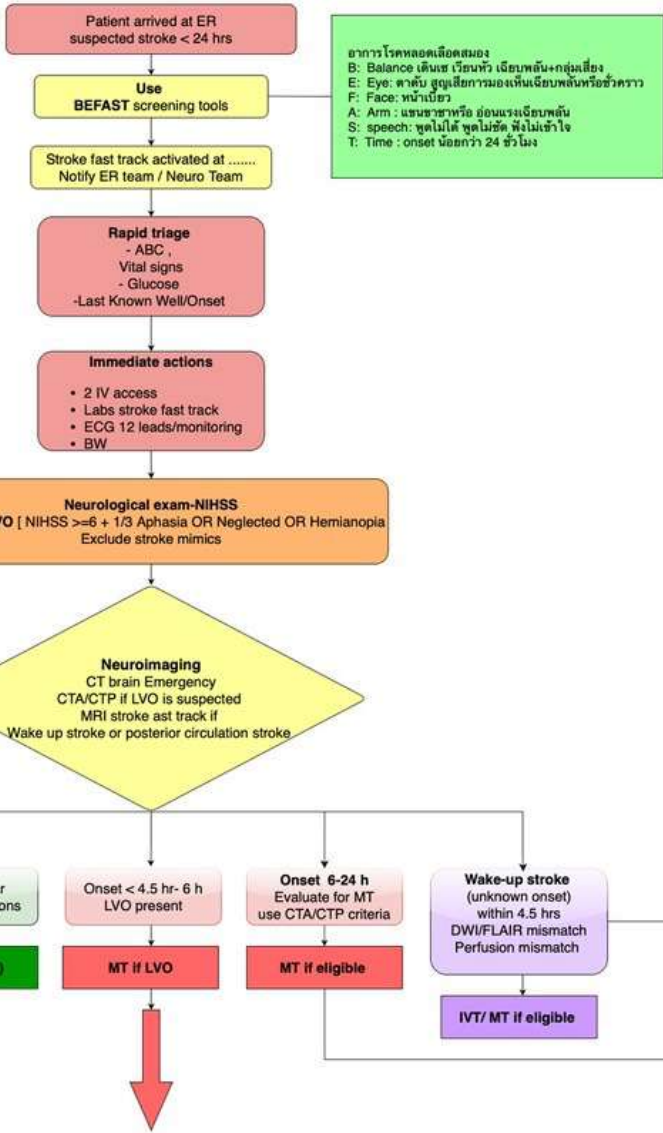 Patient arrived at ER
suspected stroke < 24 hrs
Use
BEFAST screening tools
อาการโรคหลอดเลือดสมอง
B: Balance เดินเซ เวียนหัว เฉียบพลัน+กลุ่มเสี่ยง
E: Eye: ตาดับ สูญเสียการมองเห็นเฉียบพลันหรือชั่วคราว
F: Face: หน้าเบี้ยว
A: Arm : แขนขาชาหรือ อ่อนแรงเฉียบพลัน
S: speech: พูดไม่ได้ พูดไม่ชัด ฟังไม่เข้าใจ
T: Time : onset น้อยกว่า 24 ชั่วโมง
Stroke fast track activated at .......
Notify ER team / Neuro Team
Rapid triage
- ABC ,
Vital signs
- Glucose
-Last Known Well/Onset
Immediate actions
• 2 IV access
• Labs stroke fast track
• ECG 12 leads/monitoring
• BW
Neurological exam-NIHSS
VO [ NIHSS >=6 + 1/3 Aphasia OR Neglected OR Hemianopia
Exclude stroke mimics
Neuroimaging
CT brain Emergency
CTA/CTP if LVO is suspected
MRI stroke ast track if
Wake up stroke or posterior circulation stroke
r
ons
)
Onset < 4.5 hr- 6 h
LVO present
MT if LVO
Onset 6-24 h
Evaluate for MT
use CTA/CTP criteria
MT if eligible
Wake-up stroke
(unknown onset)
within 4.5 hrs
DWI/FLAIR mismatch
Perfusion mismatch
IVT/ MT if eligible